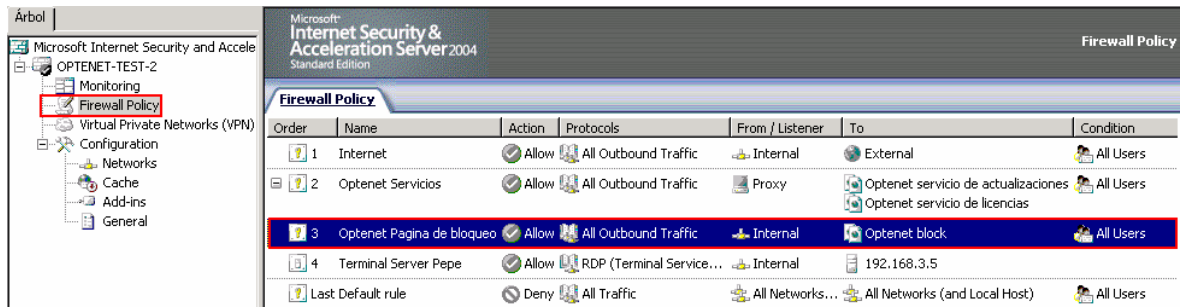 Árbol
Microsoft Internet Security and Accele
OPTENET-TEST-2
Monitoring
Firewall Policy
Virtual Private Networks (VPN)
Configuration
Networks
Cache
Add-ins
General
Microsoft
Internet Security &
Acceleration Server 2004
Standard Edition
Firewall Policy
Firewall Policy
Order Name Action Protocols From / Listener To Condition
1 Internet Allow All Outbound Traffic Internal External All Users
2 Optenet Servicios Allow All Outbound Traffic Proxy Optenet servicio de actualizaciones All Users
Optenet servicio de licencias
3 Optenet Pagina de bloqueo Allow All Outbound Traffic Internal Optenet block All Users
4 Terminal Server Pepe Allow RDP (Terminal Service... Internal 192.168.3.5
Last Default rule Deny All Traffic All Networks... All Networks (and Local Host) All Users